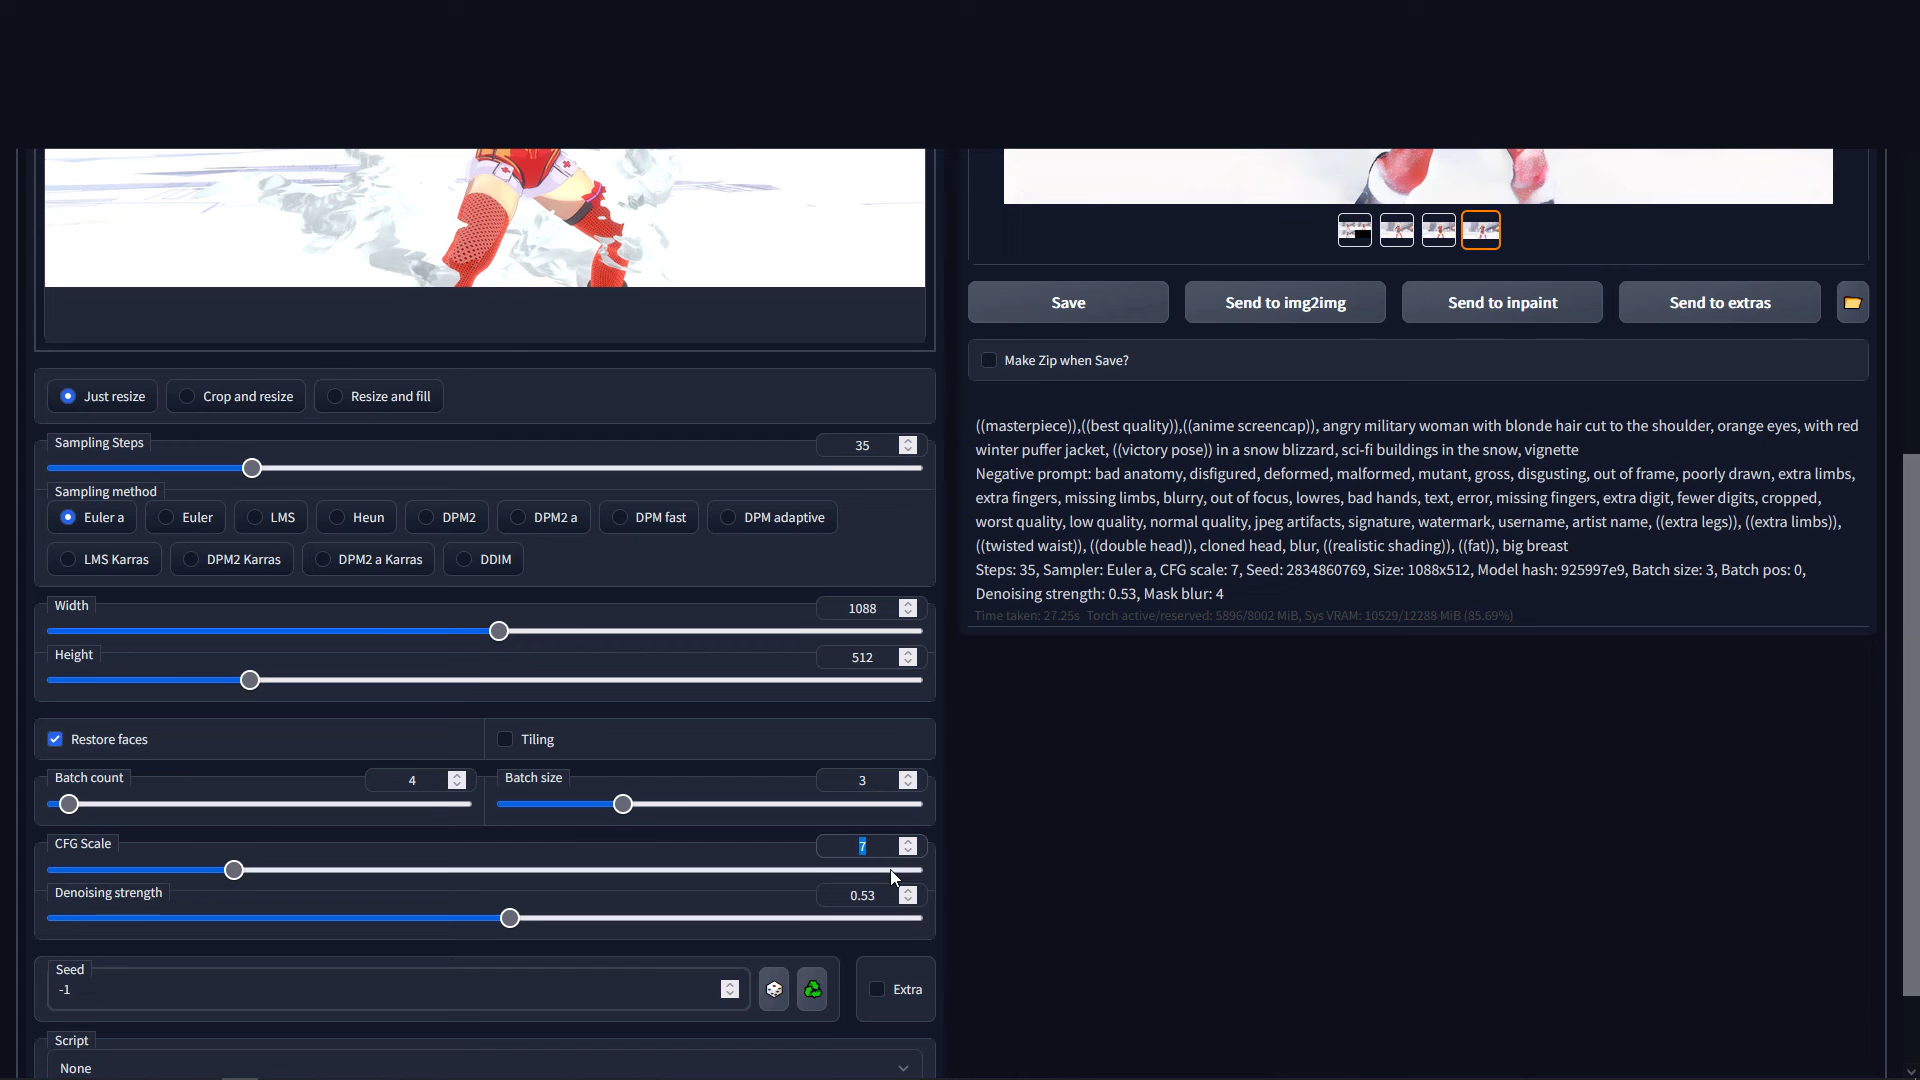 Just resize
Crop and resize
Resize and fill
Sampling Steps
35
Sampling method
Euler a
Euler
LMS
Heun
DPM2
DPM2 a
DPM fast
DPM adaptive
LMS Karras
DPM2 Karras
DPM2 a Karras
DDIM
Width
1088
Height
512
Restore faces
Tiling
Batch count
4
Batch size
3
CFG Scale
7
Denoising strength
0.53
Seed
-1
Extra
Script
None
Save
Send to img2img
Send to inpaint
Send to extras
Make Zip when Save?
((masterpiece)),((best quality)),((anime screencap)), angry military woman with blonde hair cut to the shoulder, orange eyes, with red
winter puffer jacket, ((victory pose)) in a snow blizzard, sci-fi buildings in the snow, vignette
Negative prompt: bad anatomy, disfigured, deformed, malformed, mutant, gross, disgusting, out of frame, poorly drawn, extra limbs,
extra fingers, missing limbs, blurry, out of focus, lowres, bad hands, text, error, missing fingers, extra digit, fewer digits, cropped,
worst quality, low quality, normal quality, jpeg artifacts, signature, watermark, username, artist name, ((extra legs)), ((extra limbs)),
((twisted waist)), ((double head)), cloned head, blur, ((realistic shading)), ((fat)), big breast
Steps: 35, Sampler: Euler a, CFG scale: 7, Seed: 2834860769, Size: 1088x512, Model hash: 925997e9, Batch size: 3, Batch pos: 0,
Denoising strength: 0.53, Mask blur: 4
Time taken: 27.25s Torch active/reserved: 5896/8002 MiB, Sys VRAM: 10529/12288 MiB (85.69%)